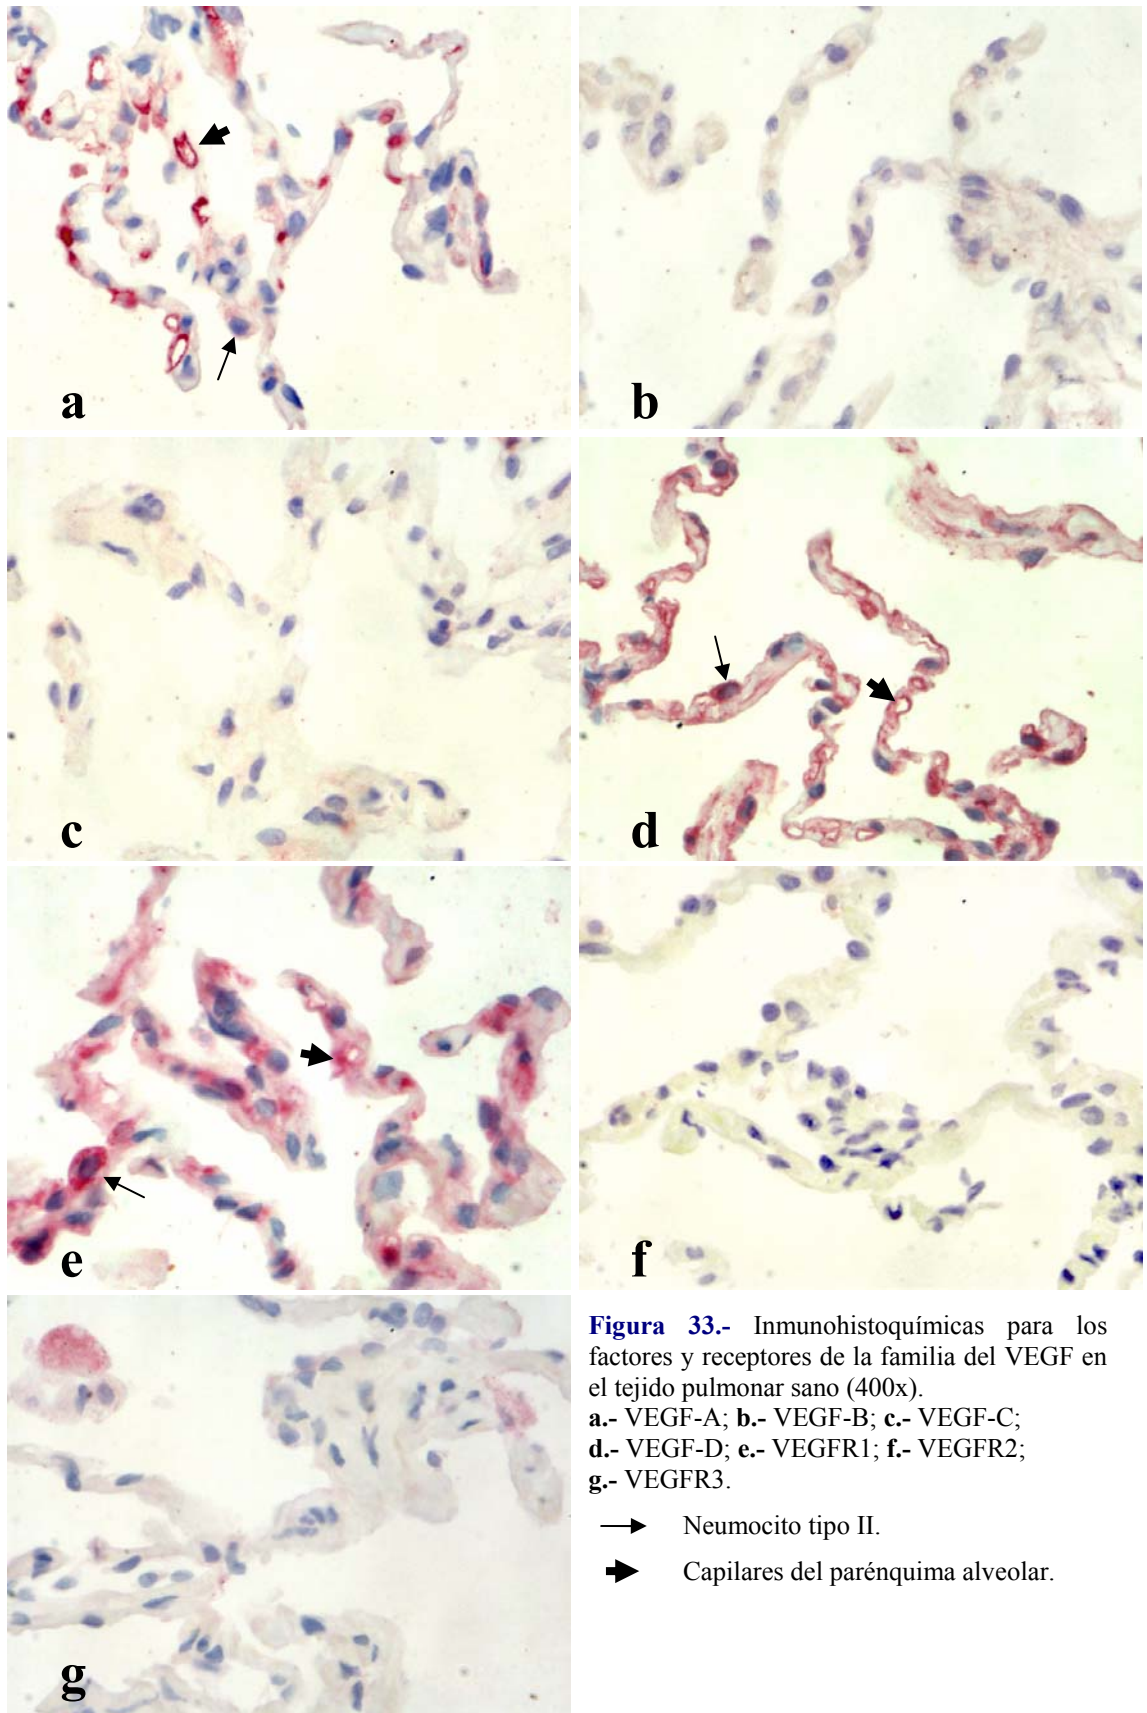 a
b
c
d
e
f
g
Figura 33.- Inmunohistoquímicas para los
factores y receptores de la familia del VEGF en
el tejido pulmonar sano (400x).
a.- VEGF-A; b.- VEGF-B; c.- VEGF-C;
d.- VEGF-D; e.- VEGFR1; f.- VEGFR2;
g.- VEGFR3.
Neumocito tipo II.
Capilares del parénquima alveolar.